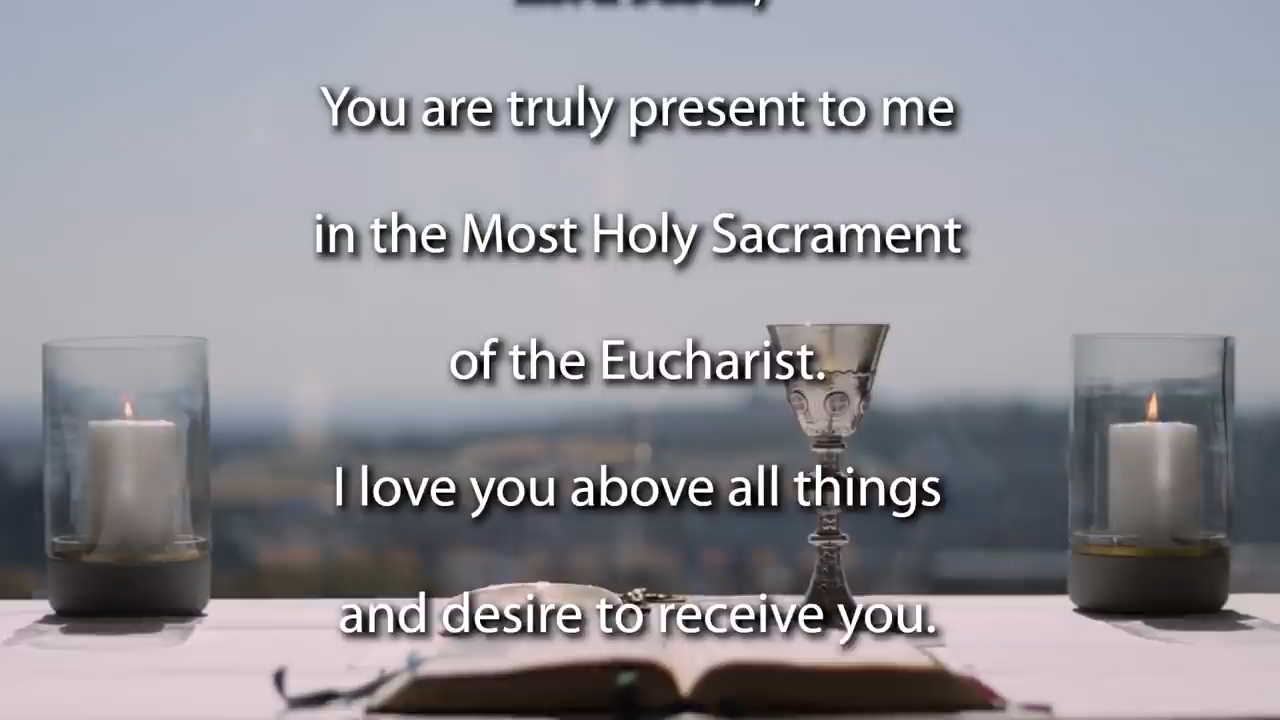 You are truly present to me
in the Most Holy Sacrament
of the Eucharist.
I love you above all things
and desire to receive you.